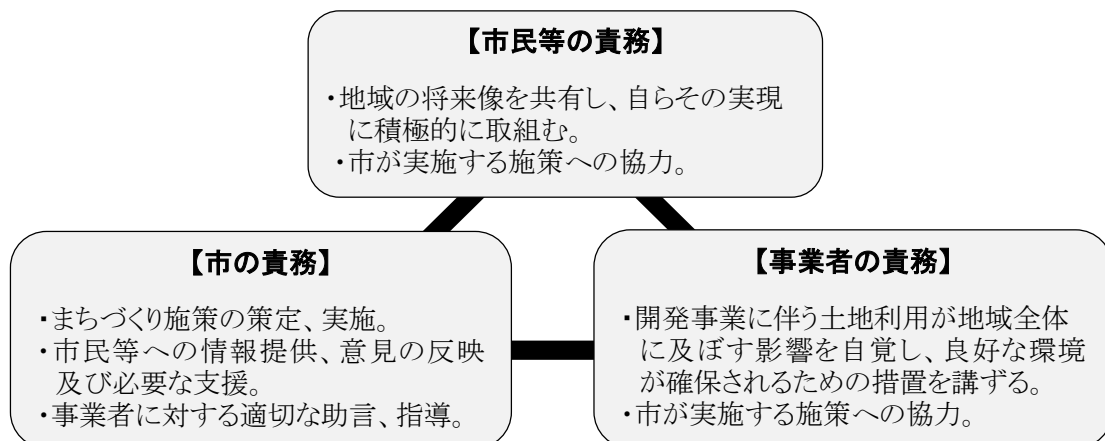 【市民等の責務】
・地域の将来像を共有し、自らその実現
に積極的に取組む。
・市が実施する施策への協力。
【市の責務】
・まちづくり施策の策定、実施。
・市民等への情報提供、意見の反映
及び必要な支援。
・事業者に対する適切な助言、指導。
【事業者の責務】
・開発事業に伴う土地利用が地域全体
に及ぼす影響を自覚し、良好な環境
が確保されるための措置を講ずる。
・市が実施する施策への協力。